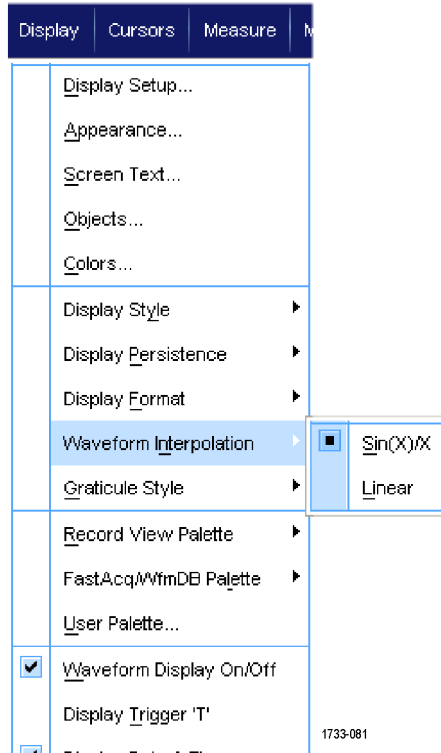 Display Cursors Measure
Display Setup...
Appearance...
Screen Text...
Objects...
Colors...
Display Style
Display Persistence
Display Format
Waveform Interpolation
Sin(X)/X
Linear
Graticule Style
Record View Palette
FastAcq/WfmDB Palette
User Palette...
Waveform Display On/Off
Display Trigger 'T'
1733-081